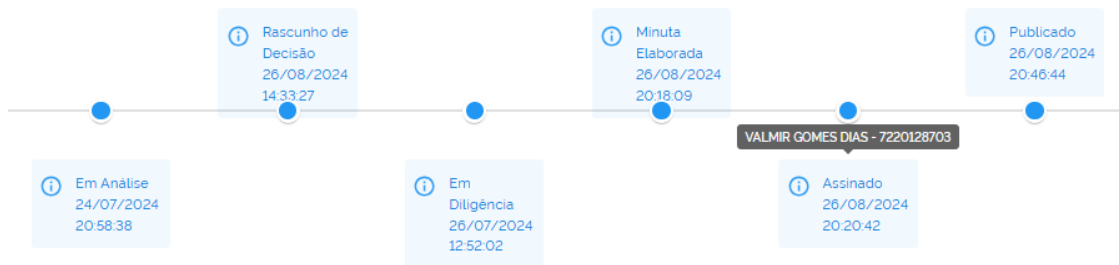 Rascunho de
Decisão
26/08/2024
14:33:27
Minuta
Elaborada
26/08/2024
20:18:09
Publicado
26/08/2024
20:46:44
VALMIR GOMES DIAS - 7220128703
Em Análise
24/07/2024
20:58:38
Em
Diligência
26/07/2024
12:52:02
Assinado
26/08/2024
20:20:42